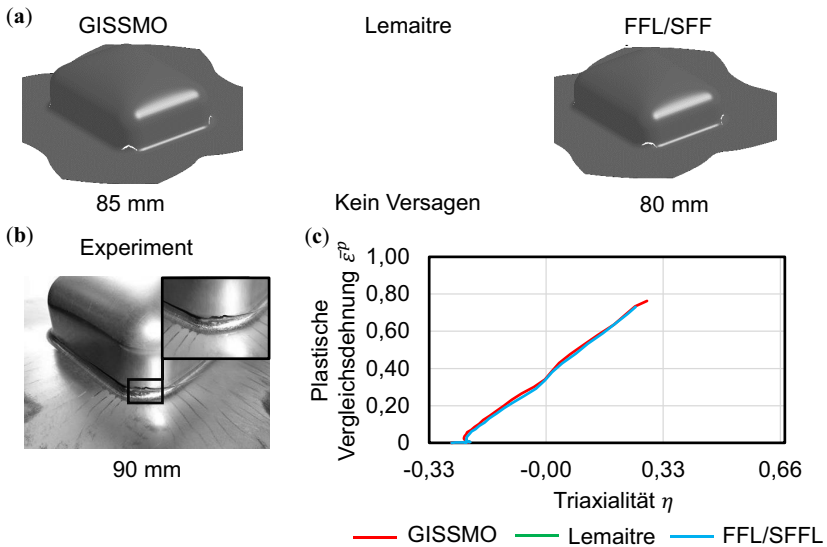 (a)
GISSMO
Lemaitre
FFL/SFF
85 mm
Kein Versagen
80 mm
(b)
Experiment
90 mm
(c)
Plastische
Vergleichsdehnung ε̄ᵖ
1,00
0,80
0,60
0,40
0,20
0
-0,33
-0,00
0,33
0,66
Triaxialität η
GISSMO
Lemaitre
FFL/SFFL